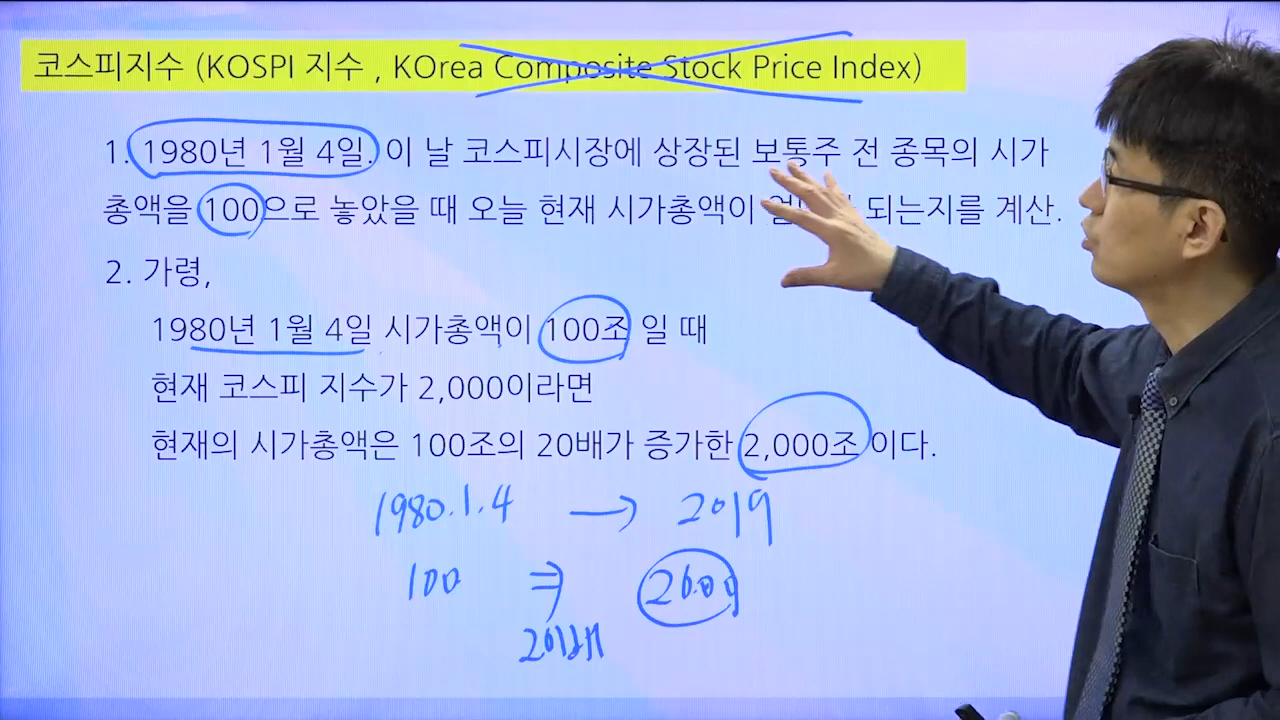 코스피지수 (KOSPI 지수 , KOrea Composite Stock Price Index)
1. 1980년 1월 4일. 이 날 코스피시장에 상장된 보통주 전 종목의 시가
총액을 100으로 놓았을 때 오늘 현재 시가총액이 되는지를 계산.
2. 가령,
1980년 1월 4일 시가총액이 100조 일 때
현재 코스피 지수가 2,000이라면
현재의 시가총액은 100조의 20배가 증가한 2,000조 이다.
1980.1.4 → 2019
100 ⇒